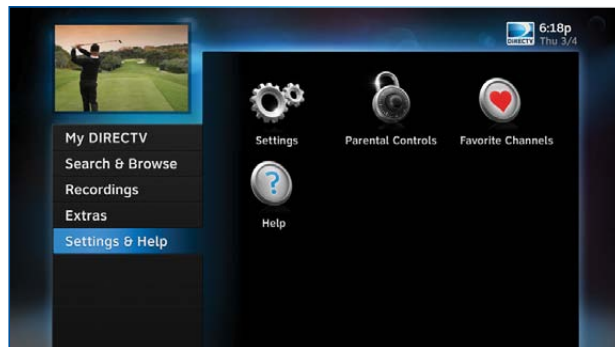 6:18p
DIRECTV Thu 3/4
My DIRECTV
Search & Browse
Recordings
Extras
Settings & Help
Settings
Parental Controls
Favorite Channels
?
Help